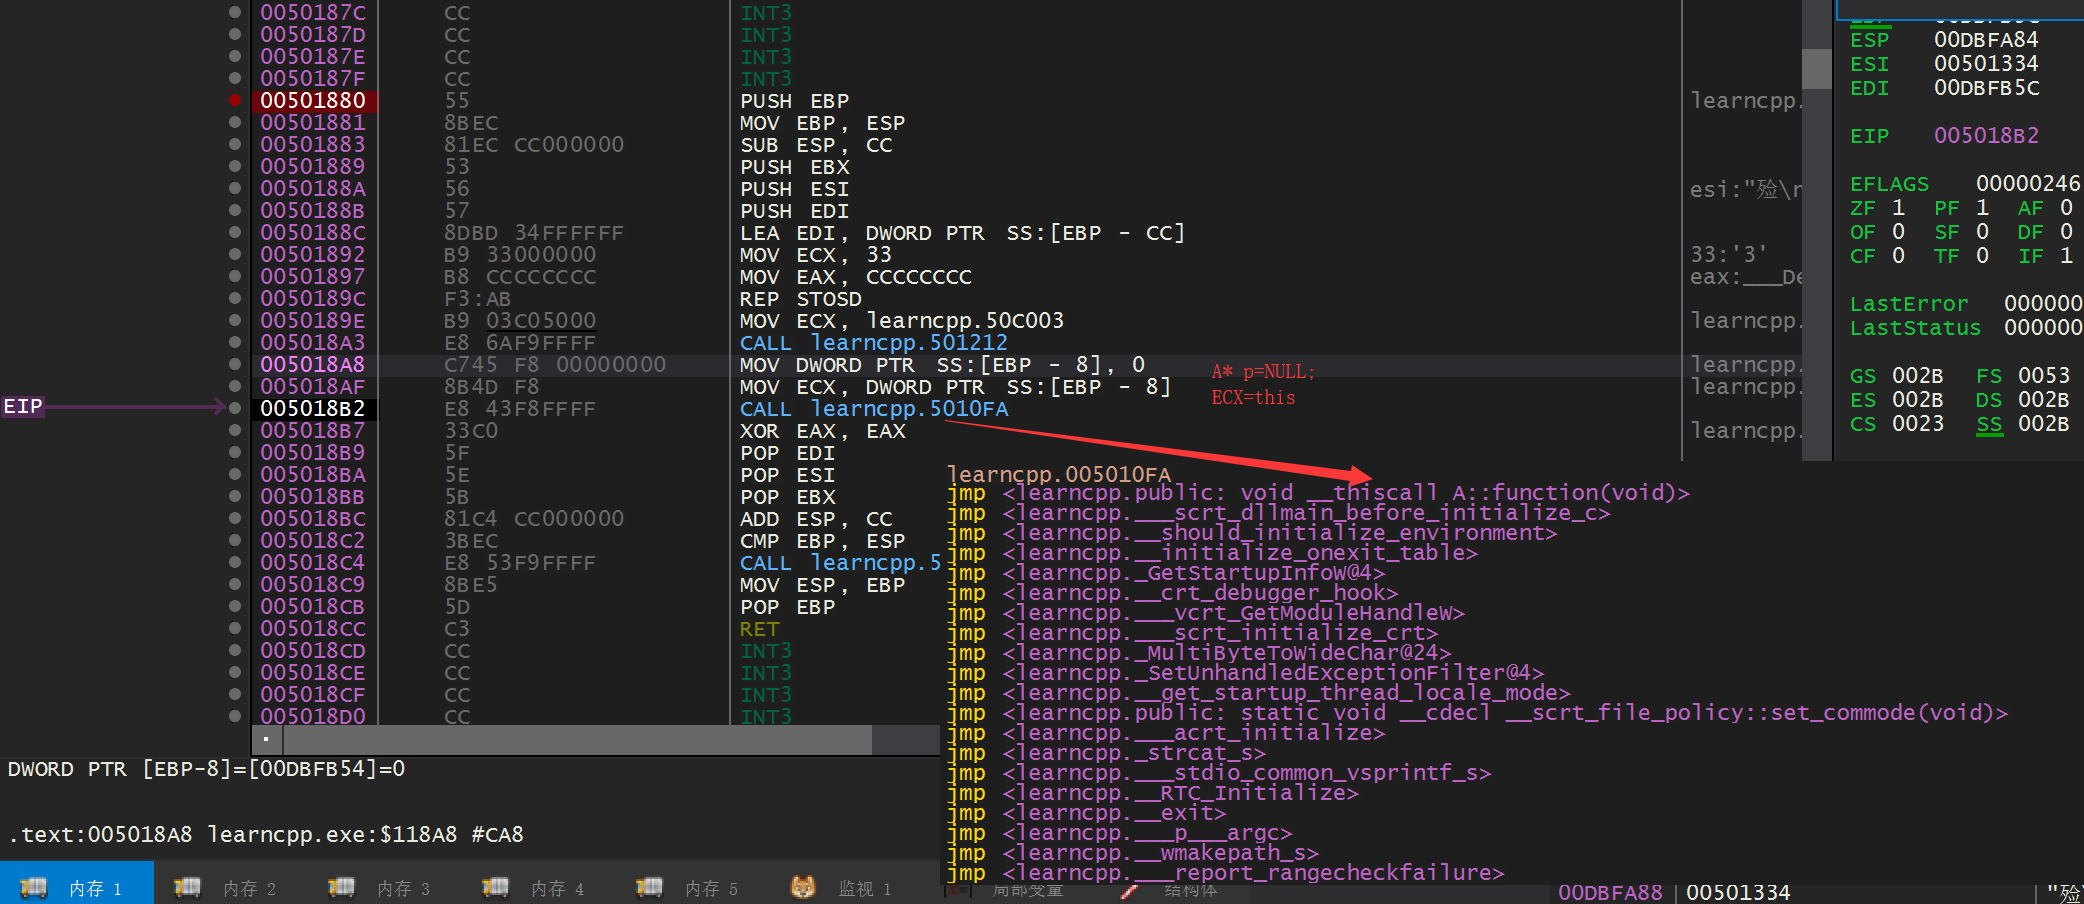 0050187C CC INT3
0050187D CC INT3
0050187E CC INT3
0050187F CC INT3
00501880 55 PUSH EBP learncpp.
00501881 8BEC MOV EBP, ESP
00501883 81EC CC000000 SUB ESP, CC
00501889 53 PUSH EBX
0050188A 56 PUSH ESI esi:"殓\r
0050188B 57 PUSH EDI
0050188C 8DBD 34FFFFFF LEA EDI, DWORD PTR SS:[EBP - CC]
00501892 B9 33000000 MOV ECX, 33 33:'3'
00501897 B8 CCCCCCCC MOV EAX, CCCCCCCC eax:___De
0050189C F3:AB REP STOSD
0050189E B9 03C05000 MOV ECX, learncpp.50C003 learncpp.
005018A3 E8 6AF9FFFF CALL learncpp.501212
005018A8 C745 F8 00000000 MOV DWORD PTR SS:[EBP - 8], 0 A* p=NULL; learncpp.
005018AF 8B4D F8 MOV ECX, DWORD PTR SS:[EBP - 8] ECX=this learncpp.
EIP 005018B2 E8 43F8FFFF CALL learncpp.5010FA
005018B7 33C0 XOR EAX, EAX learncpp.
005018B9 5F POP EDI
005018BA 5E POP ESI
005018BB 5B POP EBX
005018BC 81C4 CC000000 ADD ESP, CC
005018C2 3BEC CMP EBP, ESP
005018C4 E8 53F9FFFF CALL learncpp.5
005018C9 8BE5 MOV ESP, EBP
005018CB 5D POP EBP
005018CC C3 RET
005018CD CC INT3
005018CE CC INT3
005018CF CC INT3
005018D0 CC INT3
learncpp.005010FA
jmp <learncpp.public: void __thiscall A::function(void)>
jmp <learncpp.___scrt_dllmain_before_initialize_c>
jmp <learncpp.__should_initialize_environment>
jmp <learncpp.__initialize_onexit_table>
jmp <learncpp._GetStartupInfoW@4>
jmp <learncpp.__crt_debugger_hook>
jmp <learncpp.___vcrt_GetModuleHandleW>
jmp <learncpp.___scrt_initialize_crt>
jmp <learncpp._MultiByteToWideChar@24>
jmp <learncpp._SetUnhandledExceptionFilter@4>
jmp <learncpp.__get_startup_thread_locale_mode>
jmp <learncpp.public: static void __cdecl __scrt_file_policy::set_commode(void)>
jmp <learncpp.___acrt_initialize>
jmp <learncpp._strcat_s>
jmp <learncpp.___stdio_common_vsprintf_s>
jmp <learncpp.__RTC_Initialize>
jmp <learncpp.__exit>
jmp <learncpp.___p___argc>
jmp <learncpp.__wmakepath_s>
jmp <learncpp.___report_rangecheckfailure>
ESP 00DBFA84
ESI 00501334
EDI 00DBFB5C
EIP 005018B2
EFLAGS 00000246
ZF 1 PF 1 AF 0
OF 0 SF 0 DF 0
CF 0 TF 0 IF 1
LastError 000000
LastStatus 000000
GS 002B FS 0053
ES 002B DS 002B
CS 0023 SS 002B
DWORD PTR [EBP-8]=[00DBFB54]=0
.text:005018A8 learncpp.exe:$118A8 #CA8
内存 1 内存 2 内存 3 内存 4 内存 5 监视 1 局部变量 结构体
00DBFA88 00501334 "殓\